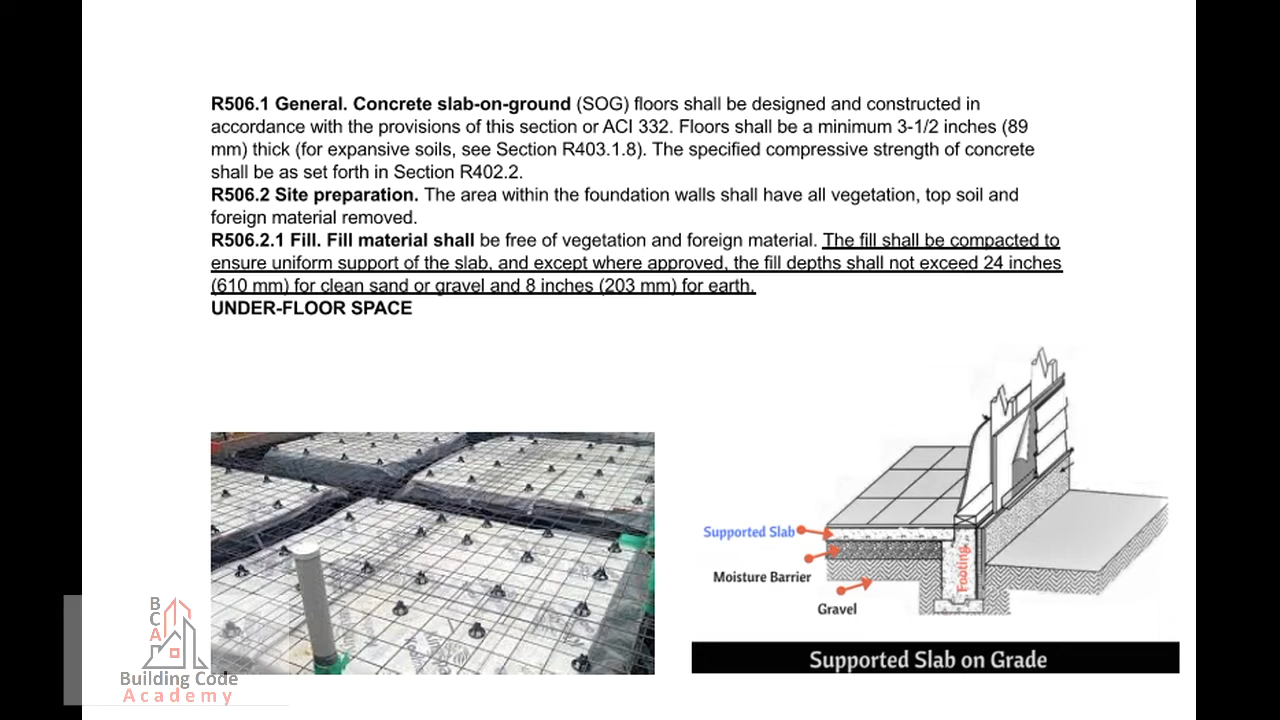 R506.1 General. Concrete slab-on-ground (SOG) floors shall be designed and constructed in
accordance with the provisions of this section or ACI 332. Floors shall be a minimum 3-1/2 inches (89
mm) thick (for expansive soils, see Section R403.1.8). The specified compressive strength of concrete
shall be as set forth in Section R402.2.
R506.2 Site preparation. The area within the foundation walls shall have all vegetation, top soil and
foreign material removed.
R506.2.1 Fill. Fill material shall be free of vegetation and foreign material. The fill shall be compacted to
ensure uniform support of the slab, and except where approved, the fill depths shall not exceed 24 inches
(610 mm) for clean sand or gravel and 8 inches (203 mm) for earth.
UNDER-FLOOR SPACE
Supported Slab
Moisture Barrier
Gravel
Footing
Supported Slab on Grade
B
C
A
Building Code
Academy